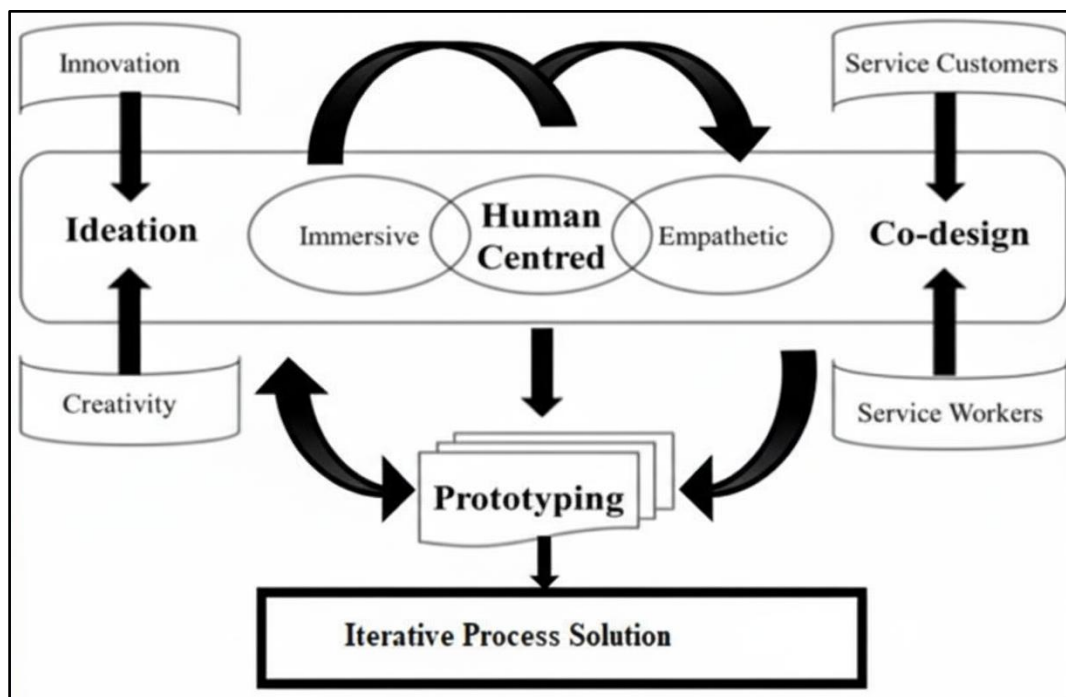 Innovation
Service Customers
Ideation
Immersive
Human
Centred
Empathetic
Co-design
Creativity
Service Workers
Prototyping
Iterative Process Solution